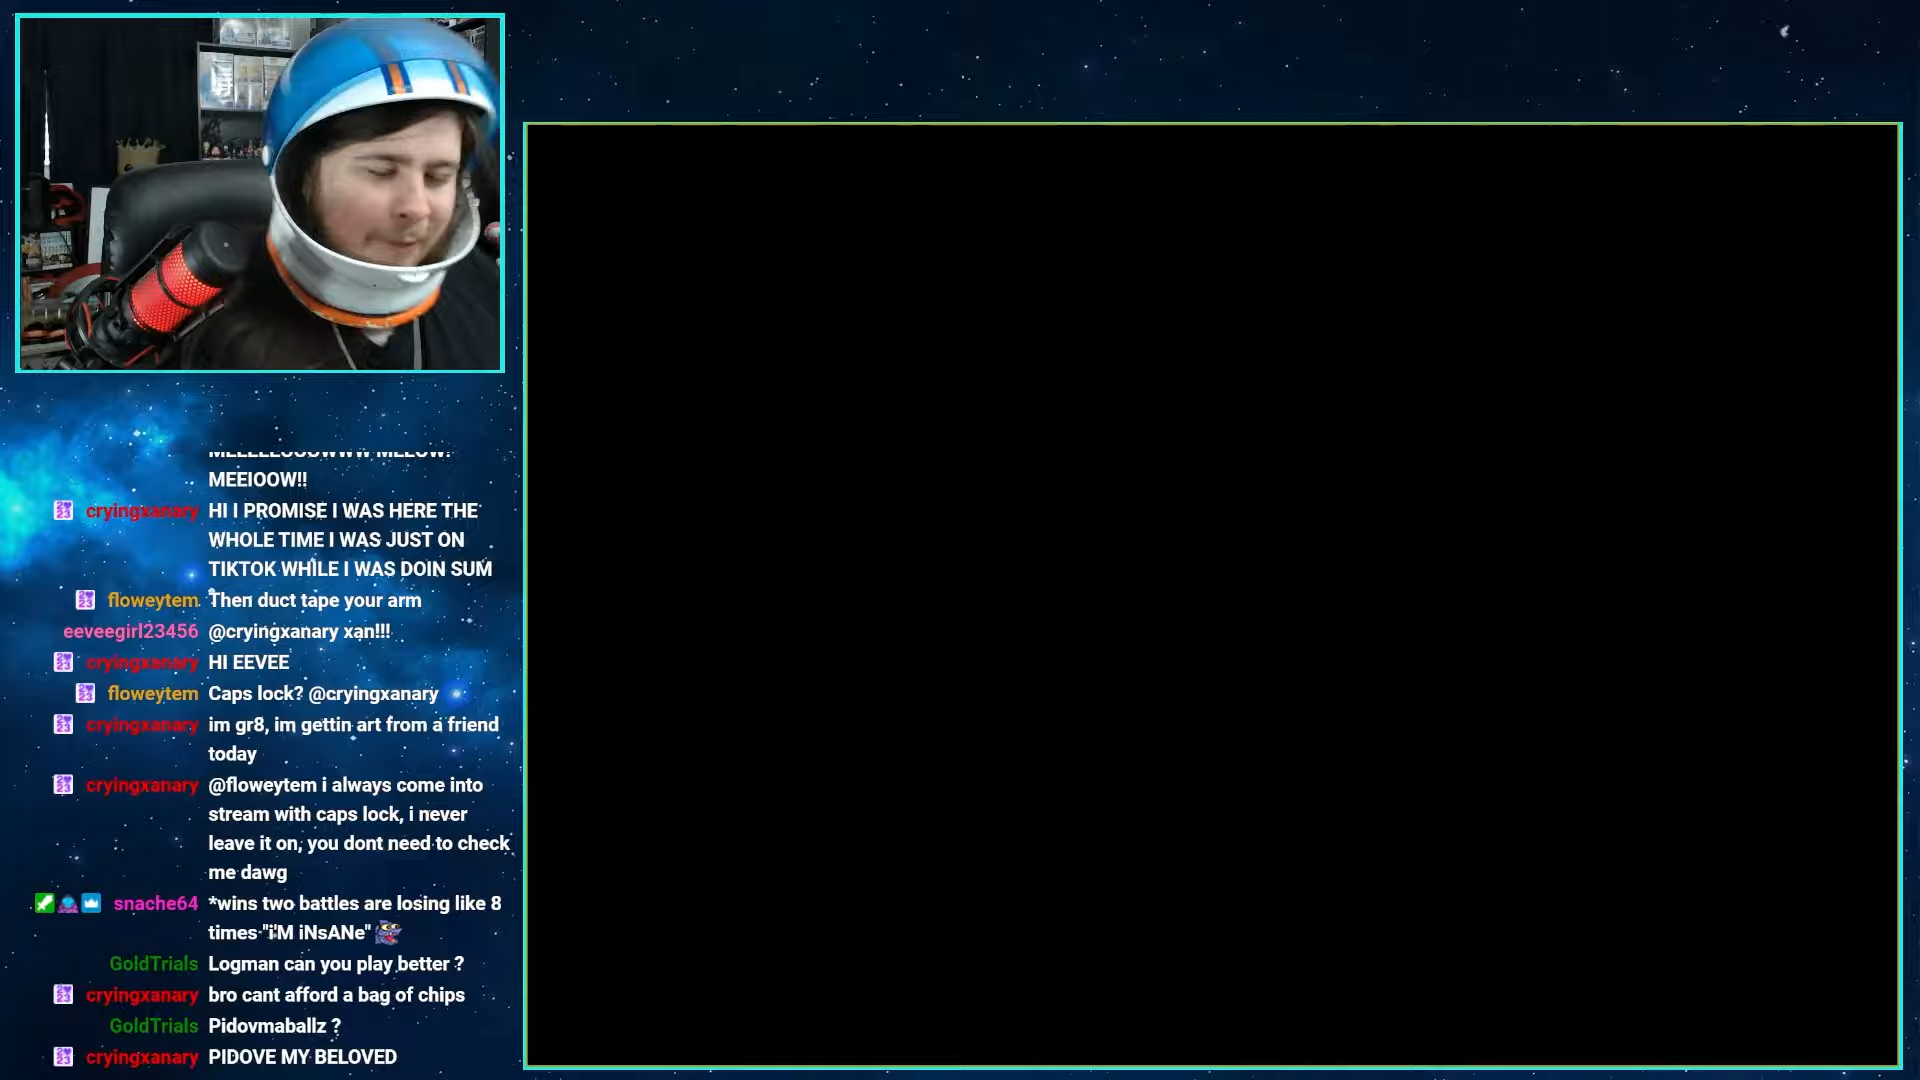 MEEIOOW!!
cryingxanary HI I PROMISE I WAS HERE THE
WHOLE TIME I WAS JUST ON
TIKTOK WHILE I WAS DOIN SUM
floweytem Then duct tape your arm
eeveegirl23456 @cryingxanary xan!!!
cryingxanary HI EEVEE
floweytem Caps lock? @cryingxanary
cryingxanary im gr8, im gettin art from a friend
today
cryingxanary @floweytem i always come into
stream with caps lock, i never
leave it on, you dont need to check
me dawg
snache64 *wins two battles are losing like 8
times "i'M iNsANe"
GoldTrials Logman can you play better ?
cryingxanary bro cant afford a bag of chips
GoldTrials Pidovmaballz ?
cryingxanary PIDOVE MY BELOVED